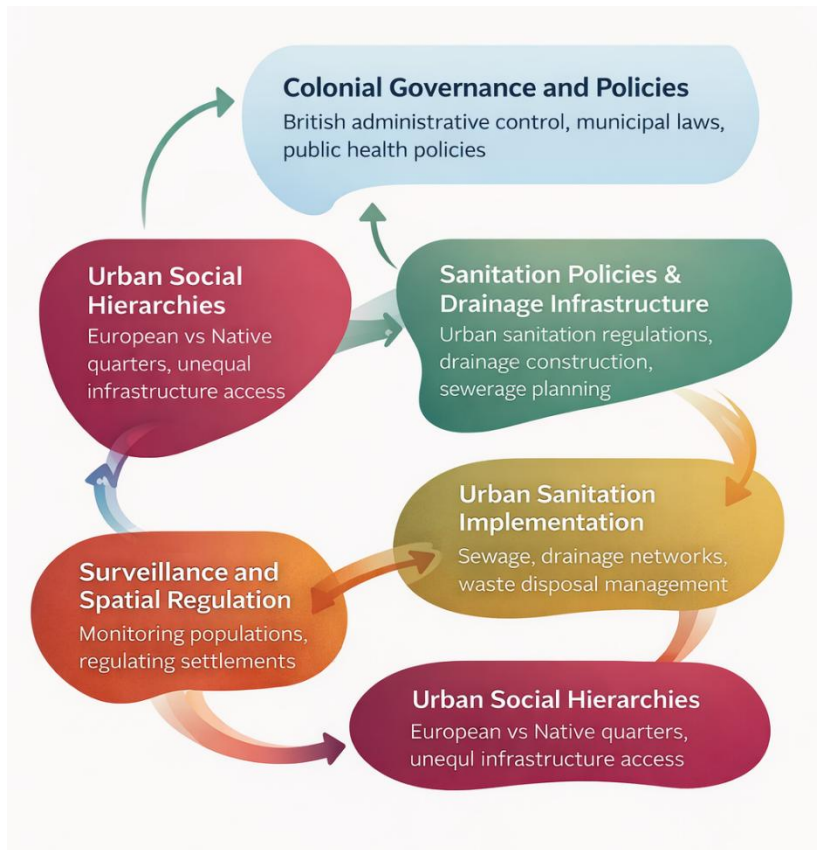 Colonial Governance and Policies
British administrative control, municipal laws,
public health policies
Urban Social
Hierarchies
European vs Native
quarters, unequal
infrastructure access
Sanitation Policies &
Drainage Infrastructure
Urban sanitation regulations,
drainage construction,
sewerage planning
Urban Sanitation
Implementation
Sewage, drainage networks,
waste disposal management
Surveillance and
Spatial Regulation
Monitoring populations,
regulating settlements
Urban Social Hierarchies
European vs Native quarters,
unequl infrastructure access